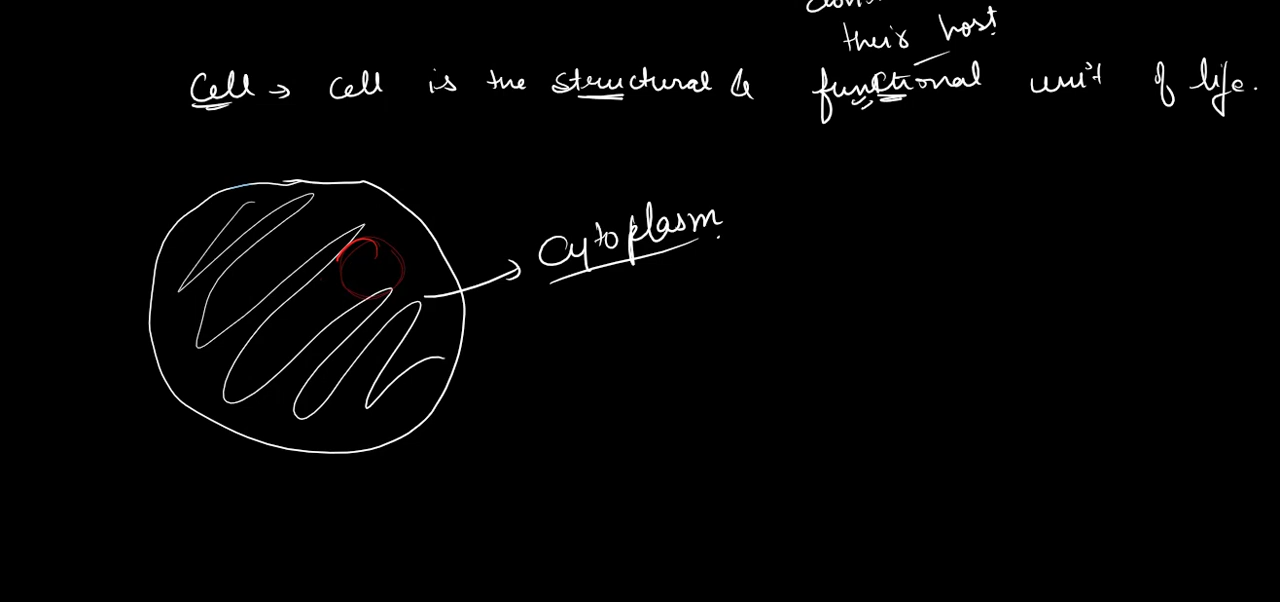 their host
Cell → Cell is the structural & functional unit of life.
Cytoplasm.